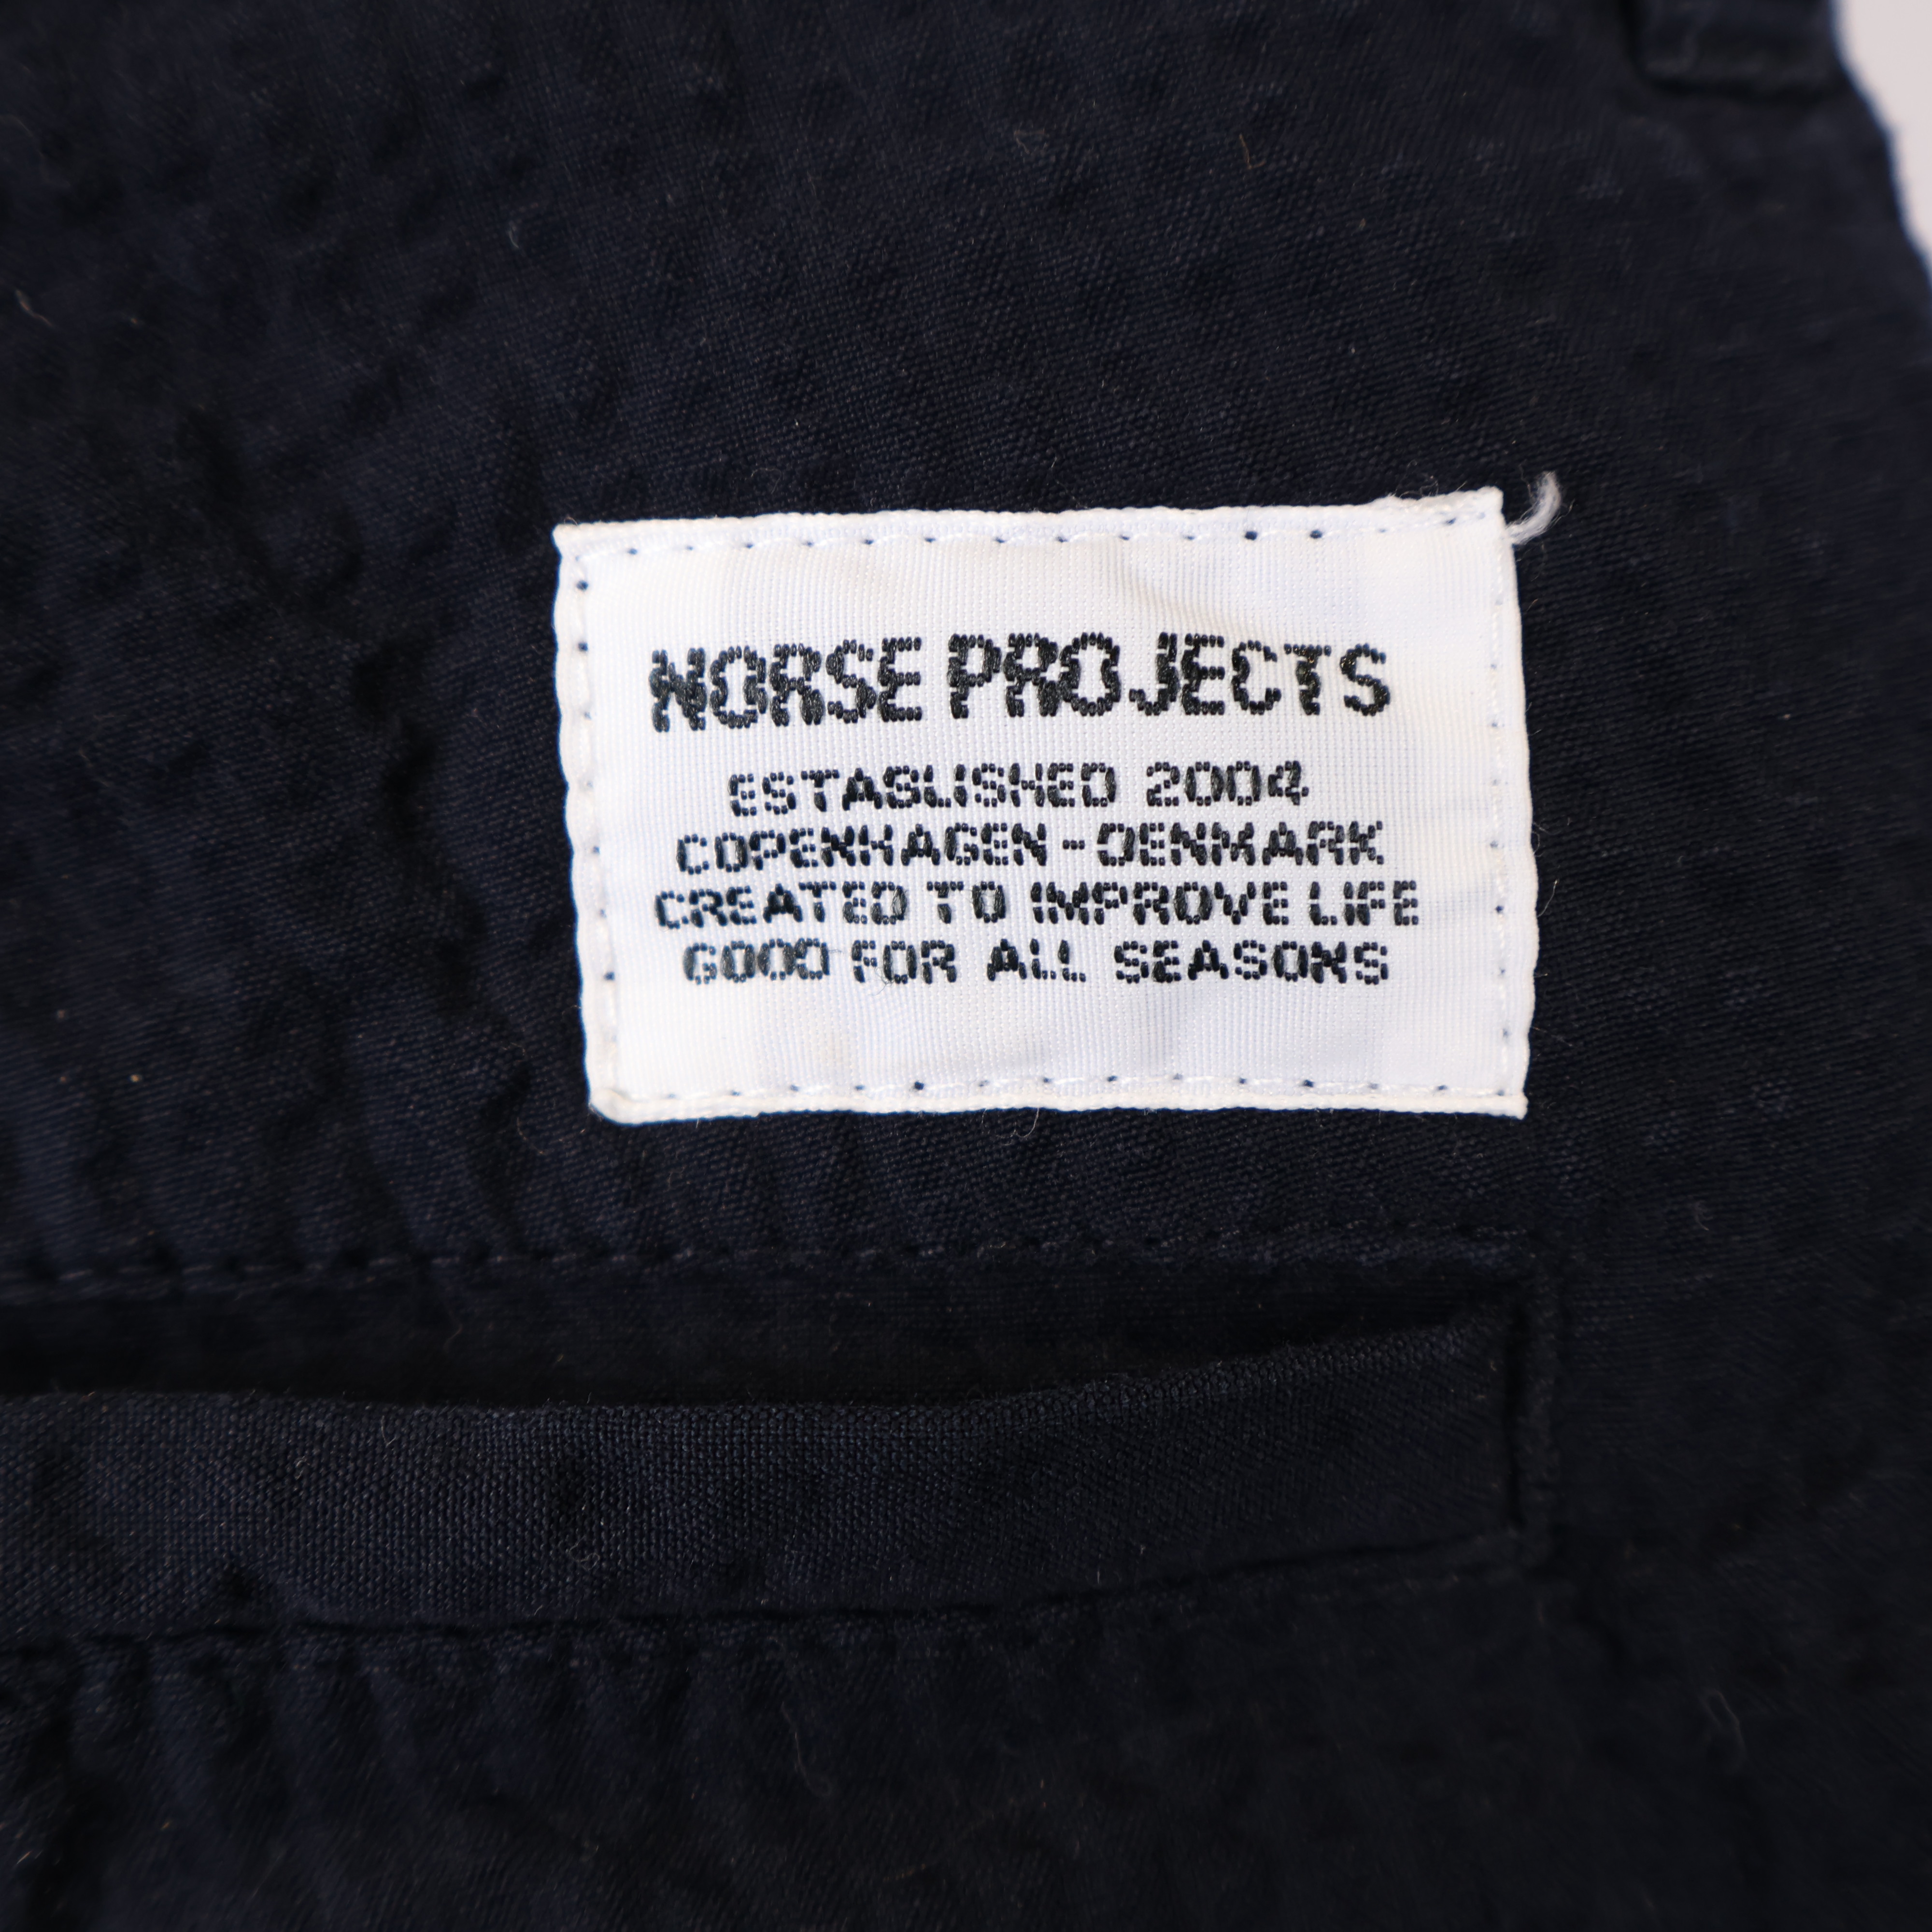 NORSE PROJECTS
ESTABLISHED 2004
COPENHAGEN - DENMARK
CREATED TO IMPROVE LIFE
GOOD FOR ALL SEASONS